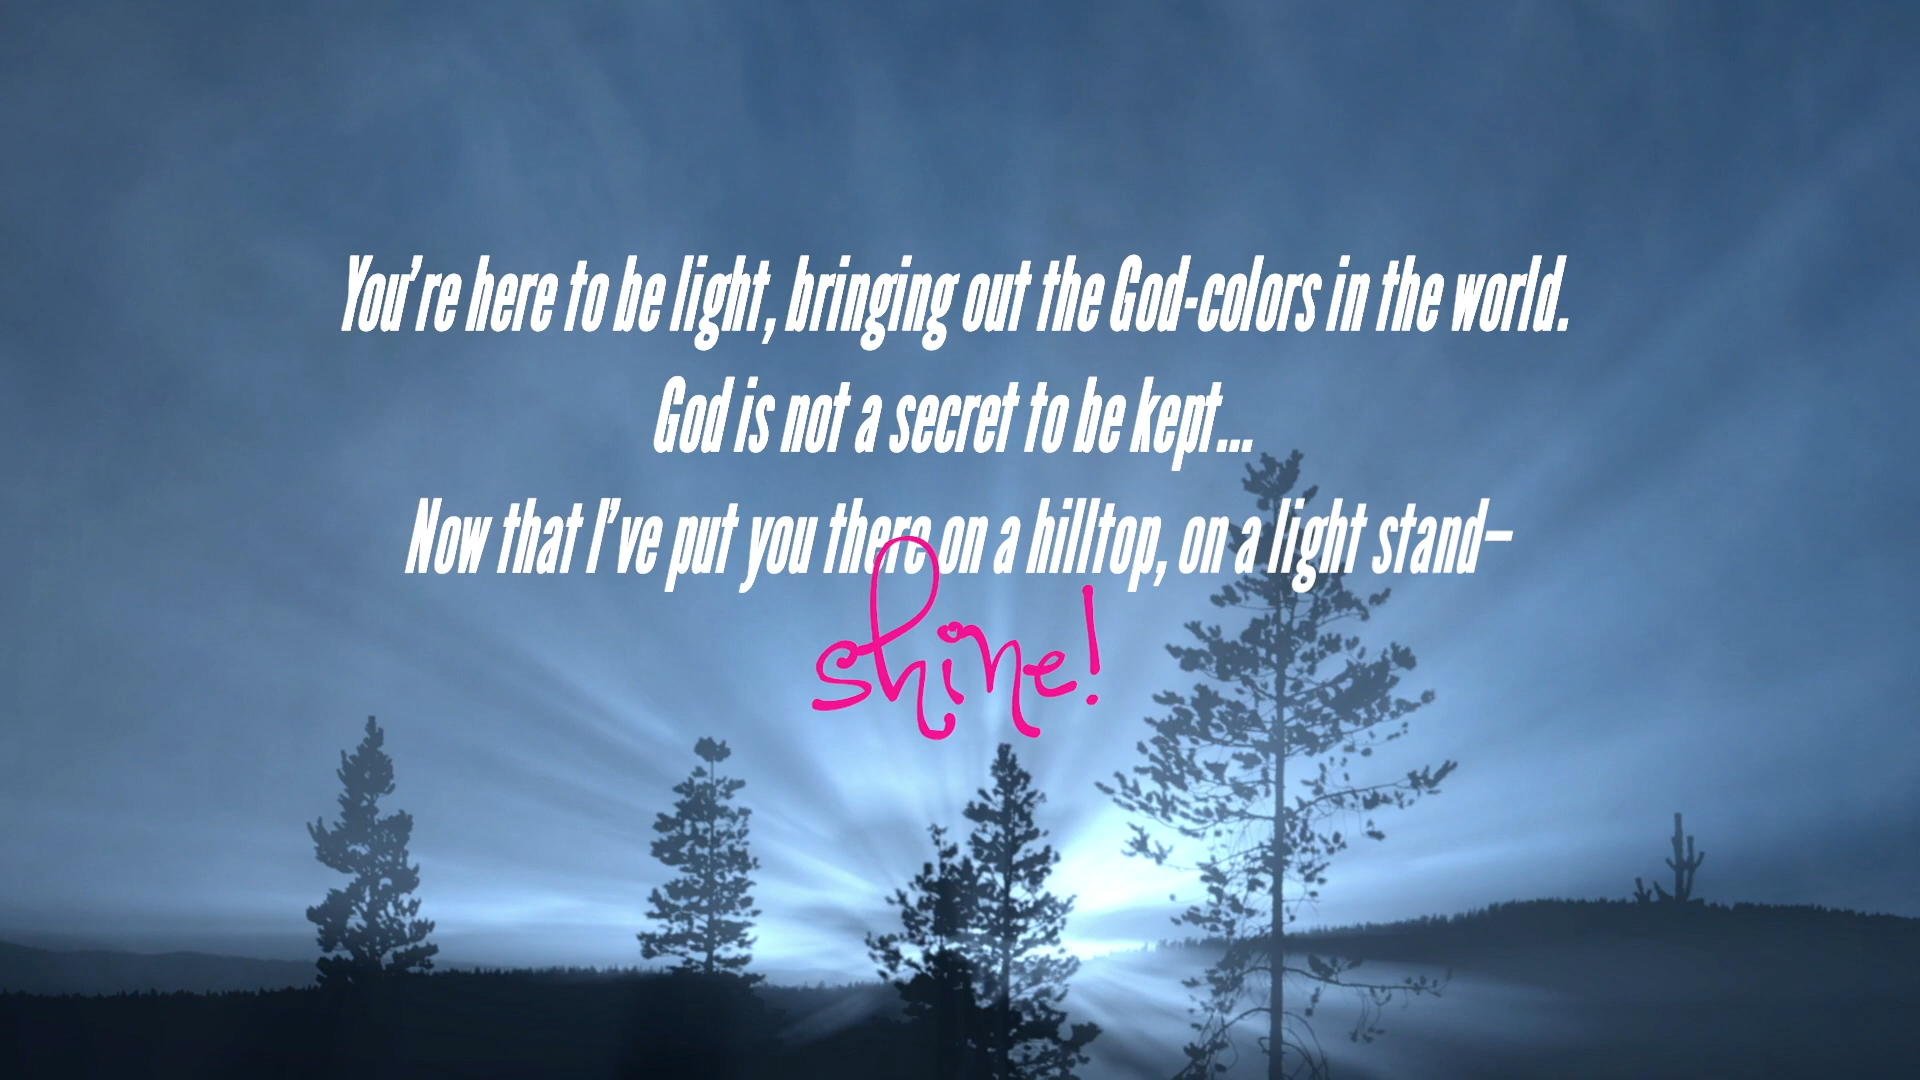 You're here to be light, bringing out the God-colors in the world.
God is not a secret to be kept...
Now that I've put you there on a hilltop, on a light stand–
shine!